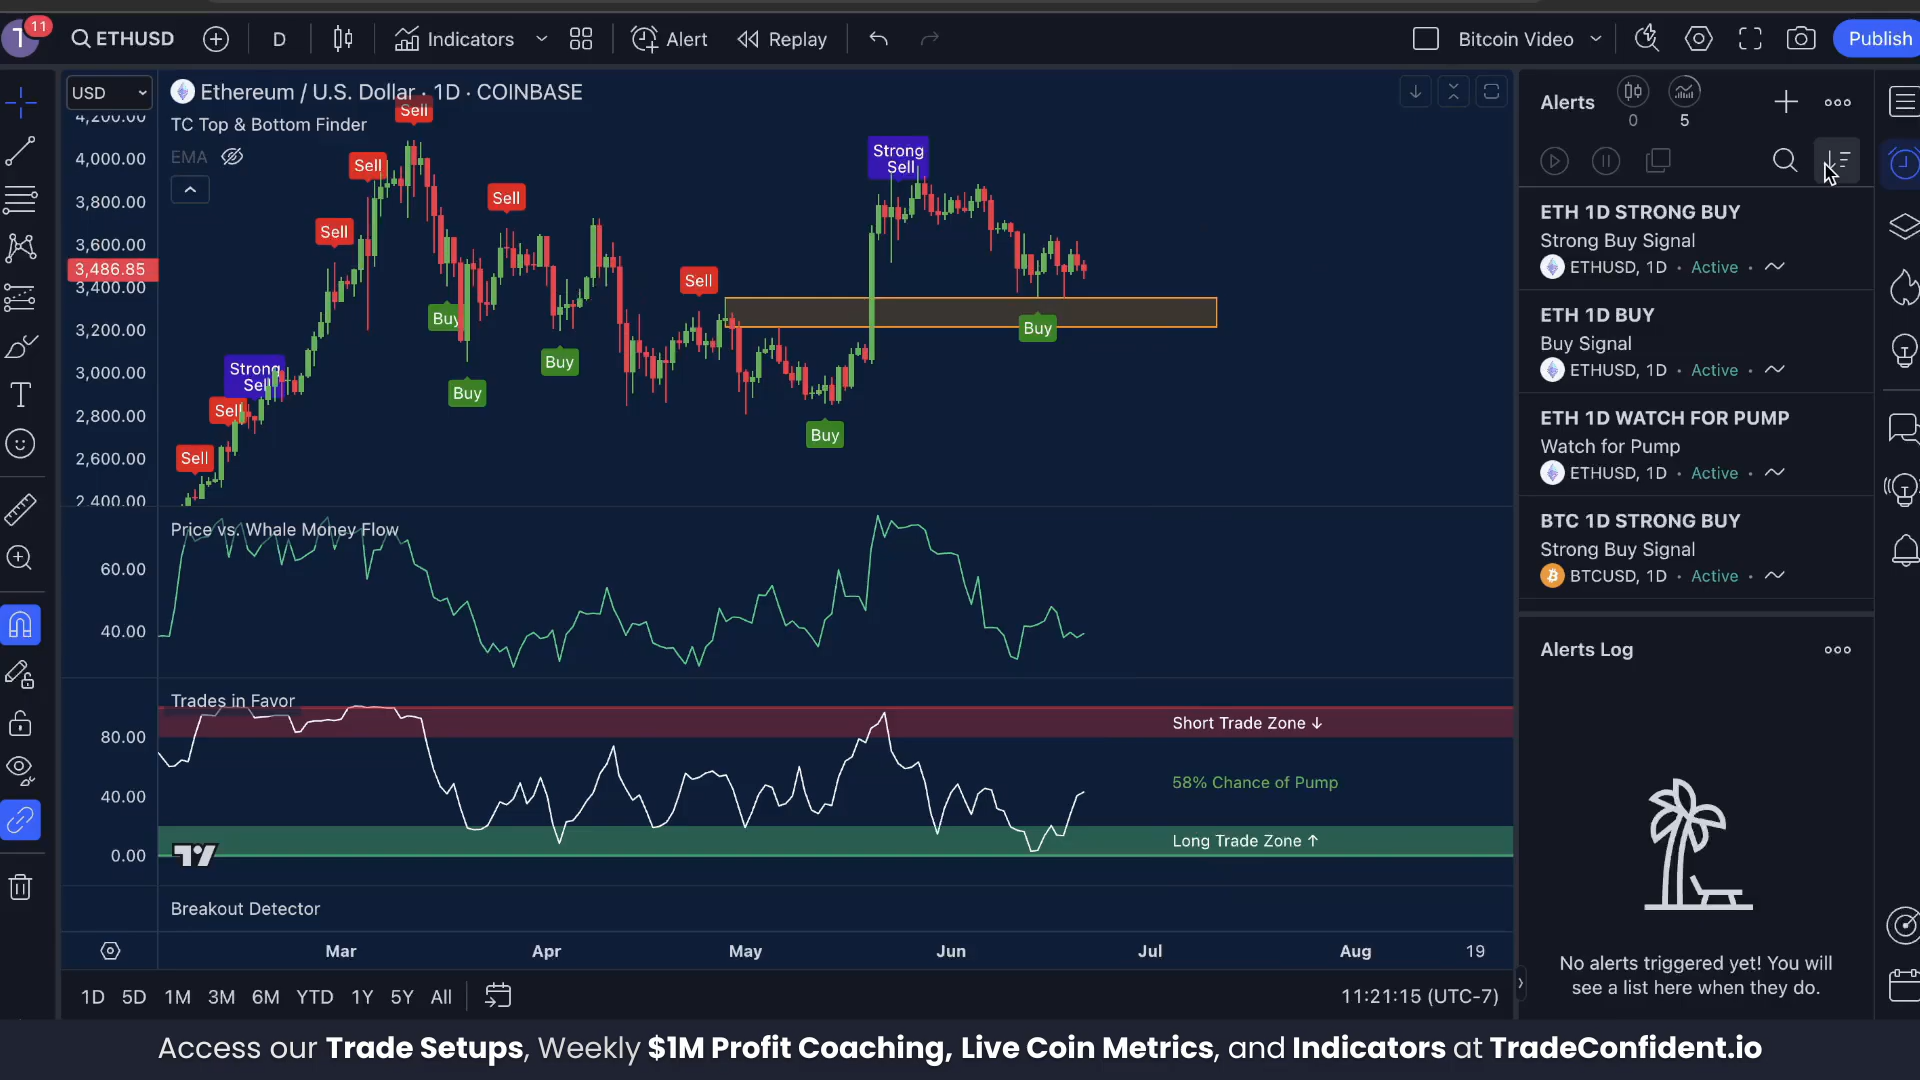 T
11
ETHUSD
D
Indicators
Alert
Replay
Bitcoin Video
Publish
USD
Ethereum / U.S. Dollar · 1D · COINBASE
TC Top & Bottom Finder
EMA
4,200.00
4,000.00
3,800.00
3,600.00
3,486.85
3,400.00
3,200.00
3,000.00
2,800.00
2,600.00
2,400.00
Sell
Sell
Strong
Sell
Sell
Sell
Sell
Buy
Buy
Sell
Buy
Sell
Buy
Strong
Sell
Buy
Price vs. Whale Money Flow
60.00
40.00
Trades in Favor
80.00
40.00
0.00
Short Trade Zone ↓
58% Chance of Pump
Long Trade Zone ↑
Breakout Detector
Mar
Apr
May
Jun
Jul
Aug
19
1D
5D
1M
3M
6M
YTD
1Y
5Y
All
11:21:15 (UTC-7)
Alerts
0
5
ETH 1D STRONG BUY
Strong Buy Signal
ETHUSD, 1D · Active ·
ETH 1D BUY
Buy Signal
ETHUSD, 1D · Active ·
ETH 1D WATCH FOR PUMP
Watch for Pump
ETHUSD, 1D · Active ·
BTC 1D STRONG BUY
Strong Buy Signal
BTCUSD, 1D · Active ·
Alerts Log
No alerts triggered yet! You will
see a list here when they do.
Access our Trade Setups, Weekly $1M Profit Coaching, Live Coin Metrics, and Indicators at TradeConfident.io